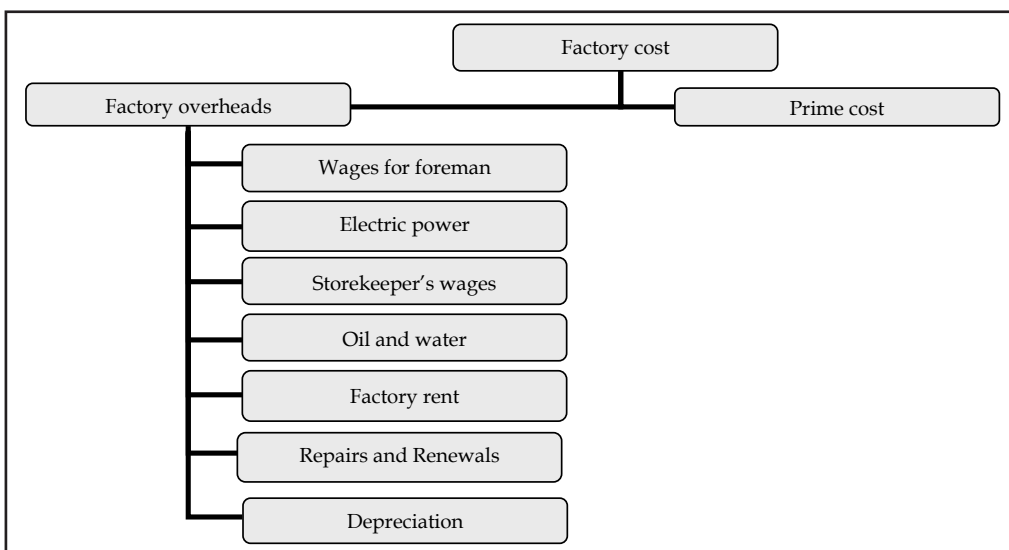 Factory cost
Factory overheads
Prime cost
Wages for foreman
Electric power
Storekeeper’s wages
Oil and water
Factory rent
Repairs and Renewals
Depreciation